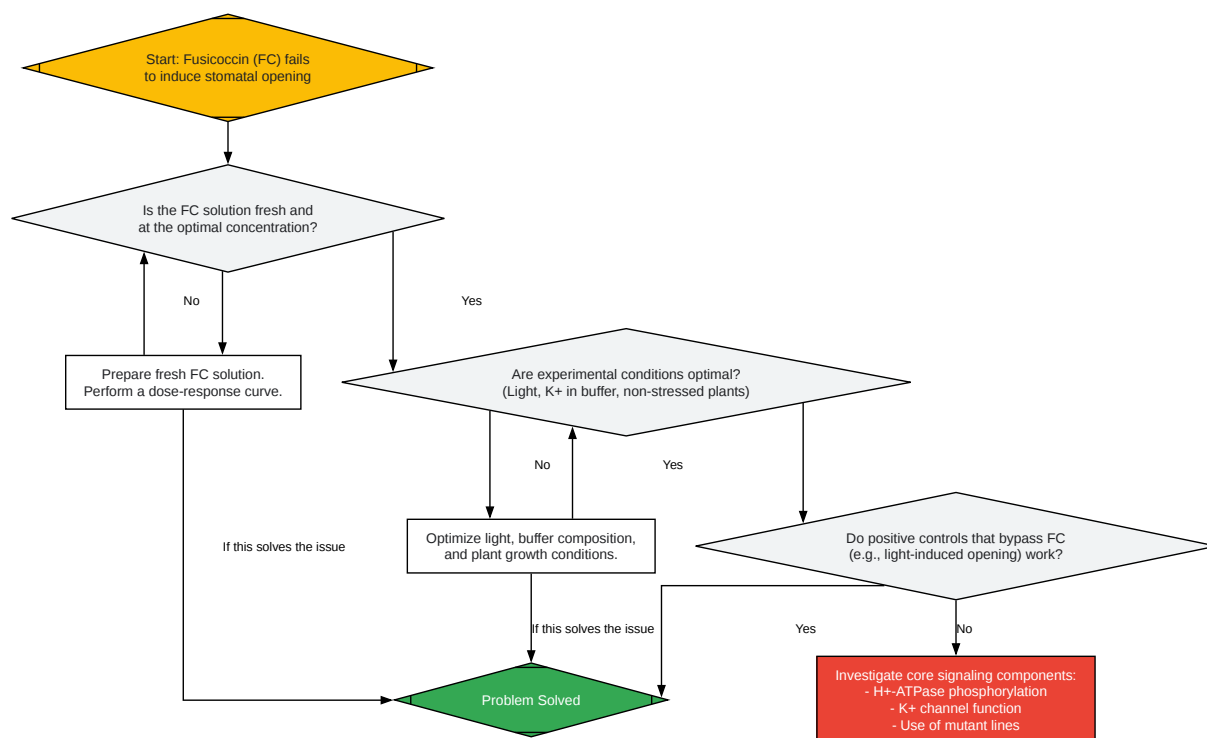 Start: Fusicoccin (FC) fails
to induce stomatal opening
Is the FC solution fresh and
at the optimal concentration?
No
Yes
Prepare fresh FC solution.
Perform a dose-response curve.
Are experimental conditions optimal?
(Light, K+ in buffer, non-stressed plants)
No
Yes
If this solves the issue
Optimize light, buffer composition,
and plant growth conditions.
Do positive controls that bypass FC
(e.g., light-induced opening) work?
If this solves the issue
Yes
No
Problem Solved
Investigate core signaling components:
- H+-ATPase phosphorylation
- K+ channel function
- Use of mutant lines